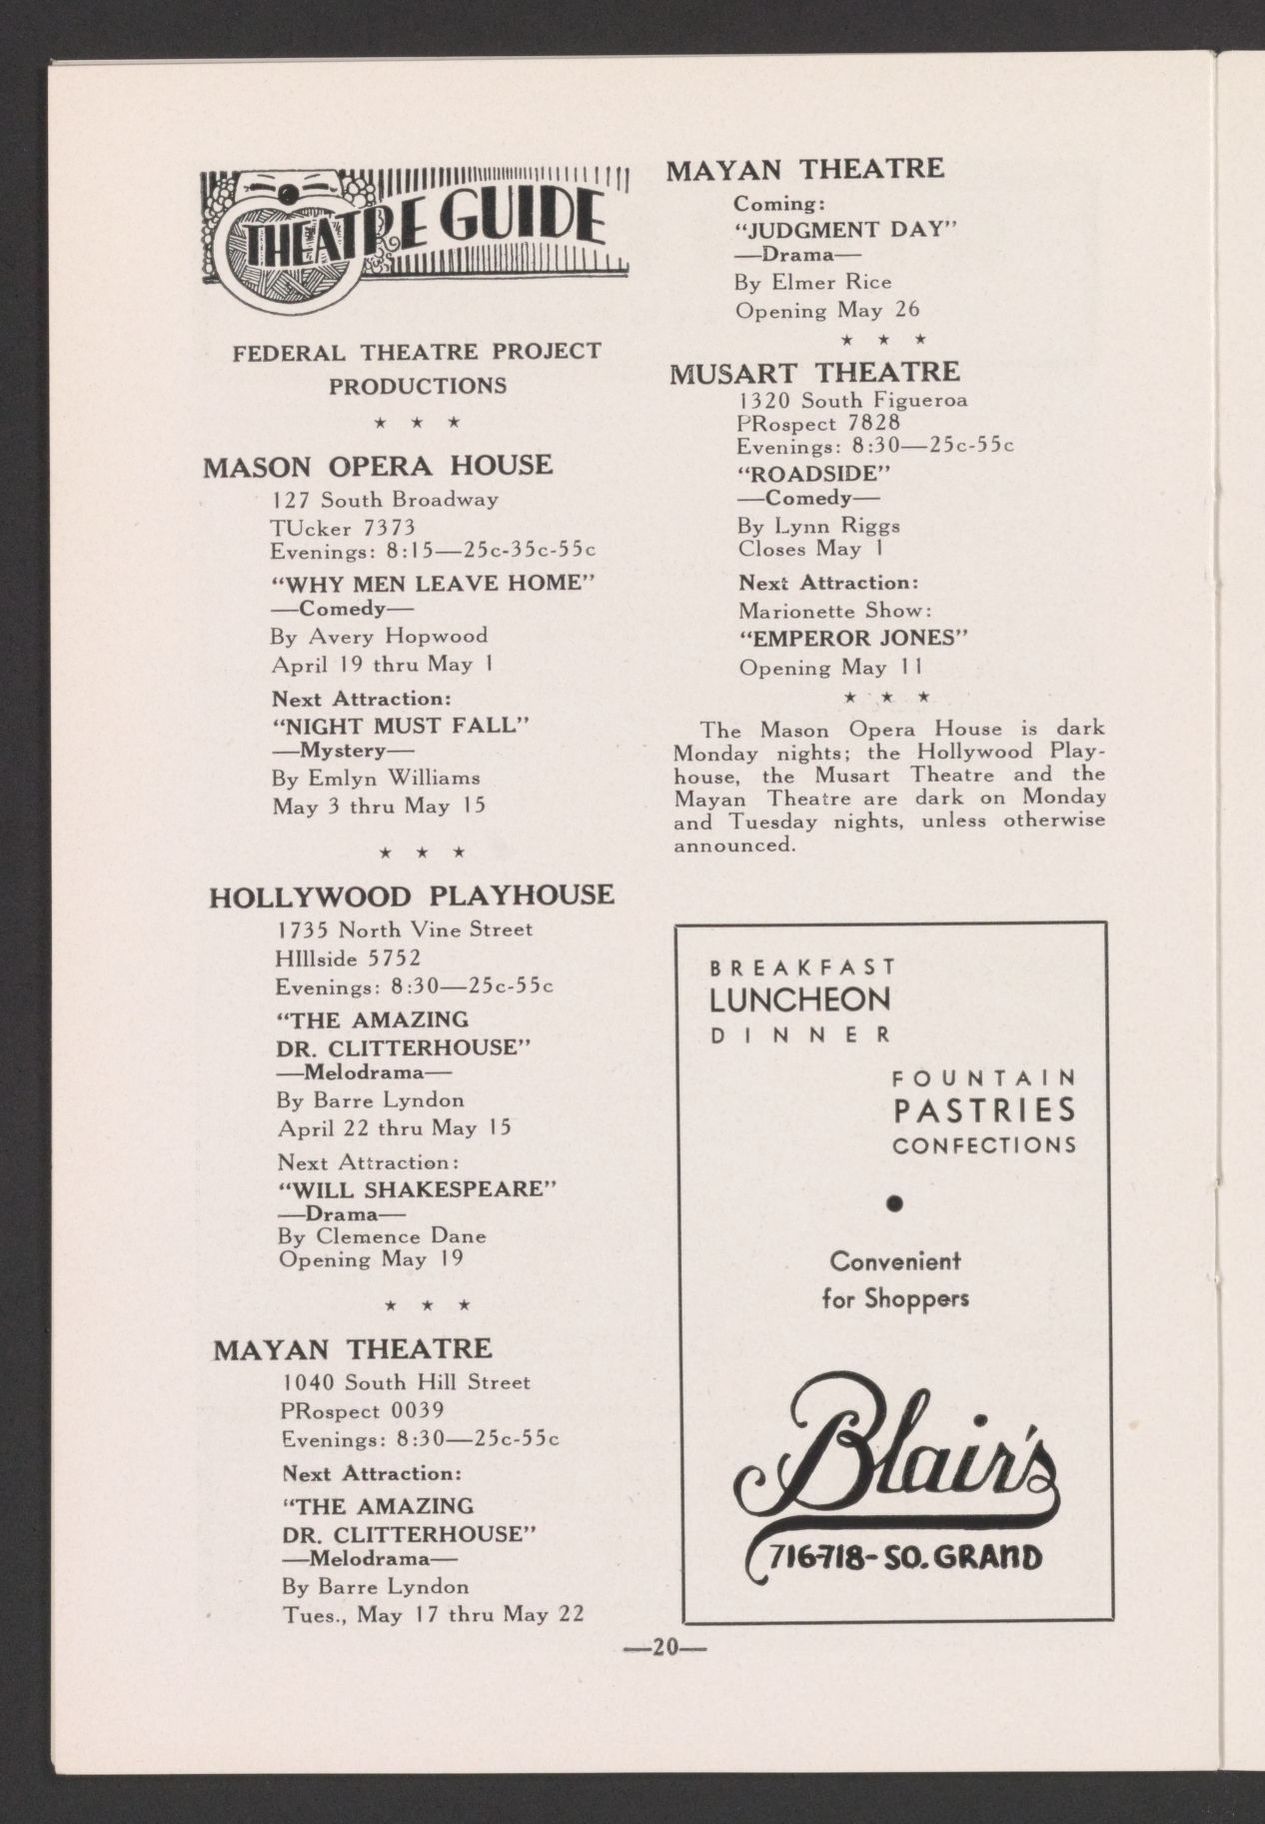 THEATRE GUIDE
FEDERAL THEATRE PROJECT
PRODUCTIONS
★ ★ ★
MASON OPERA HOUSE
127 South Broadway
TUcker 7373
Evenings: 8:15—25c-35c-55c
“WHY MEN LEAVE HOME”
—Comedy—
By Avery Hopwood
April 19 thru May 1
Next Attraction:
“NIGHT MUST FALL”
—Mystery—
By Emlyn Williams
May 3 thru May 15
★ ★ ★
HOLLYWOOD PLAYHOUSE
1735 North Vine Street
HIllside 5752
Evenings: 8:30—25c-55c
“THE AMAZING
DR. CLITTERHOUSE”
—Melodrama—
By Barre Lyndon
April 22 thru May 15
Next Attraction:
“WILL SHAKESPEARE”
—Drama—
By Clemence Dane
Opening May 19
★ ★ ★
MAYAN THEATRE
1040 South Hill Street
PRospect 0039
Evenings: 8:30—25c-55c
Next Attraction:
“THE AMAZING
DR. CLITTERHOUSE”
—Melodrama—
By Barre Lyndon
Tues., May 17 thru May 22
MAYAN THEATRE
Coming:
“JUDGMENT DAY”
—Drama—
By Elmer Rice
Opening May 26
★ ★ ★
MUSART THEATRE
1320 South Figueroa
PRospect 7828
Evenings: 8:30—25c-55c
“ROADSIDE”
—Comedy—
By Lynn Riggs
Closes May 1
Next Attraction:
Marionette Show:
“EMPEROR JONES”
Opening May 11
★ ★ ★
The Mason Opera House is dark
Monday nights; the Hollywood Play-
house, the Musart Theatre and the
Mayan Theatre are dark on Monday
and Tuesday nights, unless otherwise
announced.
BREAKFAST
LUNCHEON
DINNER
FOUNTAIN
PASTRIES
CONFECTIONS
Convenient
for Shoppers
Blair's
716-718-SO. GRAND
—20—